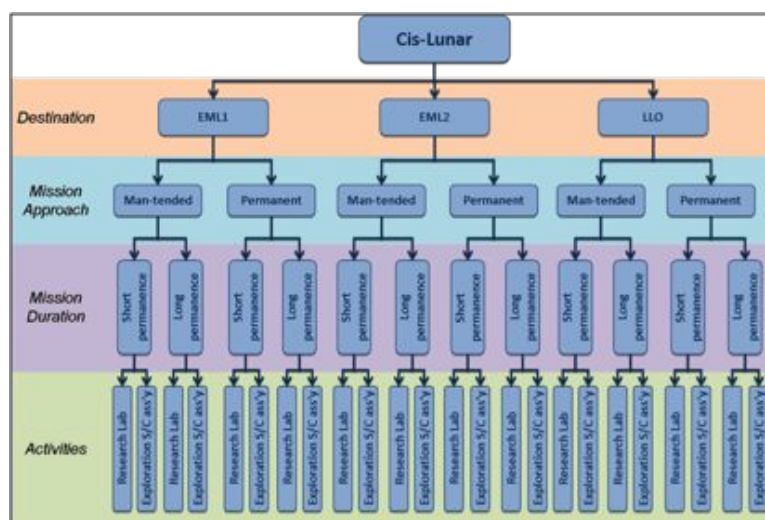 Cis-Lunar
Destination
EML1
EML2
LLO
Mission
Approach
Man-tended
Permanent
Man-tended
Permanent
Man-tended
Permanent
Mission
Duration
Short
permanence
Long
permanence
Short
permanence
Long
permanence
Short
permanence
Long
permanence
Short
permanence
Long
permanence
Short
permanence
Long
permanence
Short
permanence
Long
permanence
Activities
Research Lab
Exploration S/C ass'y
Research Lab
Exploration S/C ass'y
Research Lab
Exploration S/C ass'y
Research Lab
Exploration S/C ass'y
Research Lab
Exploration S/C ass'y
Research Lab
Exploration S/C ass'y
Research Lab
Exploration S/C ass'y
Research Lab
Exploration S/C ass'y
Research Lab
Exploration S/C ass'y
Research Lab
Exploration S/C ass'y
Research Lab
Exploration S/C ass'y
Research Lab
Exploration S/C ass'y